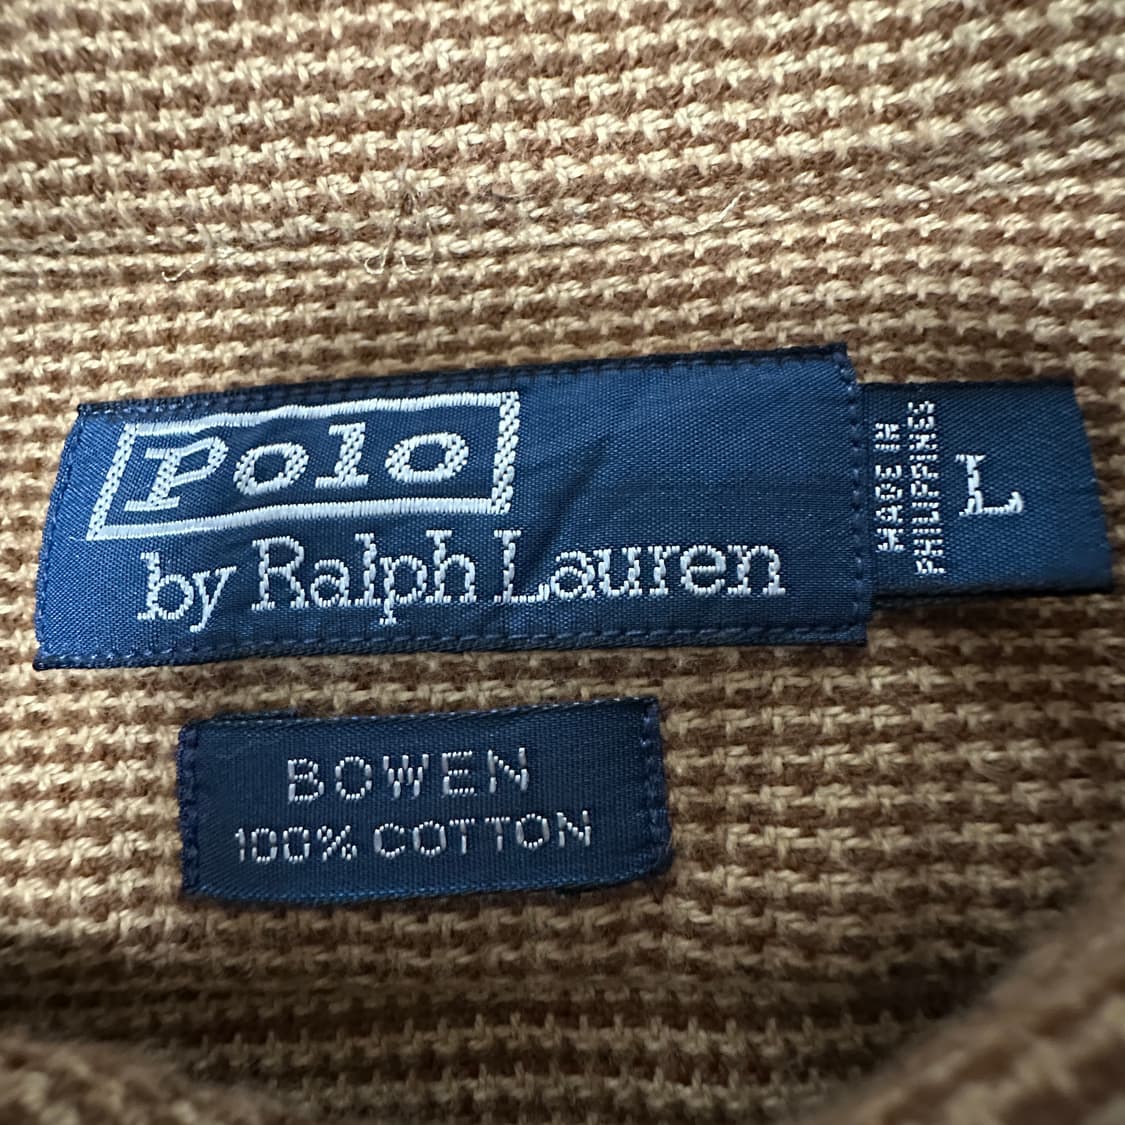 Polo
by Ralph Lauren
MADE IN
PHILIPPINES
L
BOWEN
100% COTTON